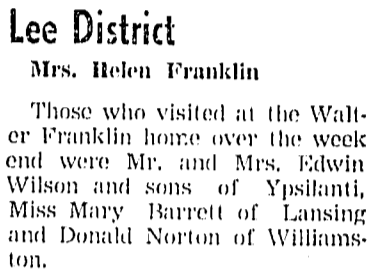 Lee District
Mrs. Helen Franklin
Those who visited at the Walt-
er Franklin home over the week
end were Mr. and Mrs. Edwin
Wilson and sons of Ypsilanti,
Miss Mary Barrett of Lansing
and Donald Norton of Williams-
ton.